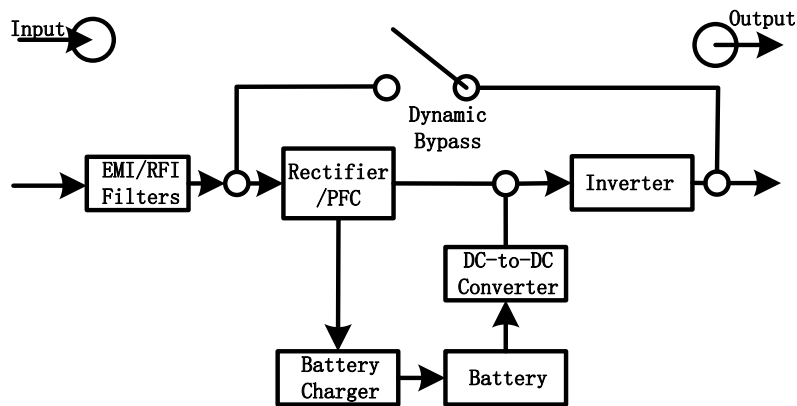 Input
Output
Dynamic
Bypass
EMI/RFI
Filters
Rectifier
/PFC
Inverter
DC-to-DC
Converter
Battery
Charger
Battery